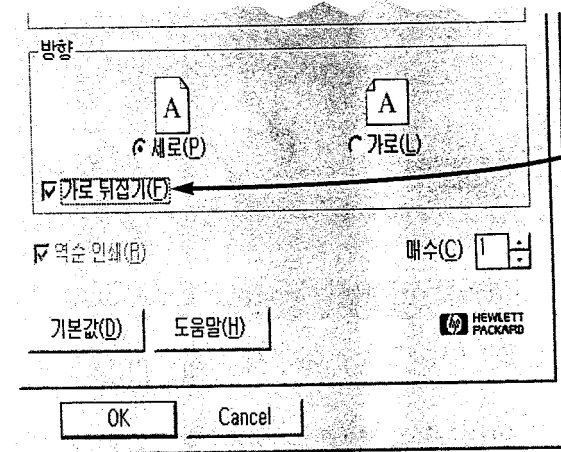 방향
A A
세로(P) 가로(L)
가로 뒤집기(F)
역순 인쇄(R) 매수(C) 1
기본값(D) 도움말(H) hp HEWLETT PACKARD
OK Cancel